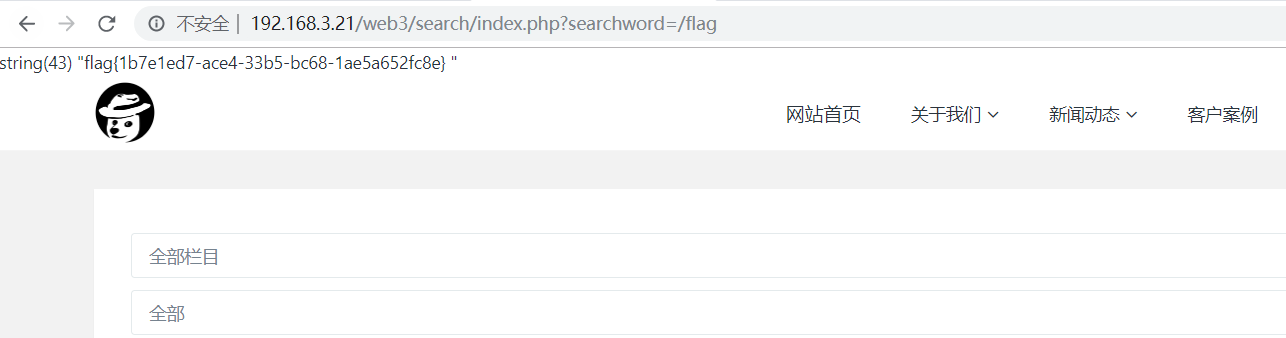 不安全 | 192.168.3.21/web3/search/index.php?searchword=/flag
string(43) "flag{1b7e1ed7-ace4-33b5-bc68-1ae5a652fc8e} "
网站首页 关于我们 新闻动态 客户案例
全部栏目
全部